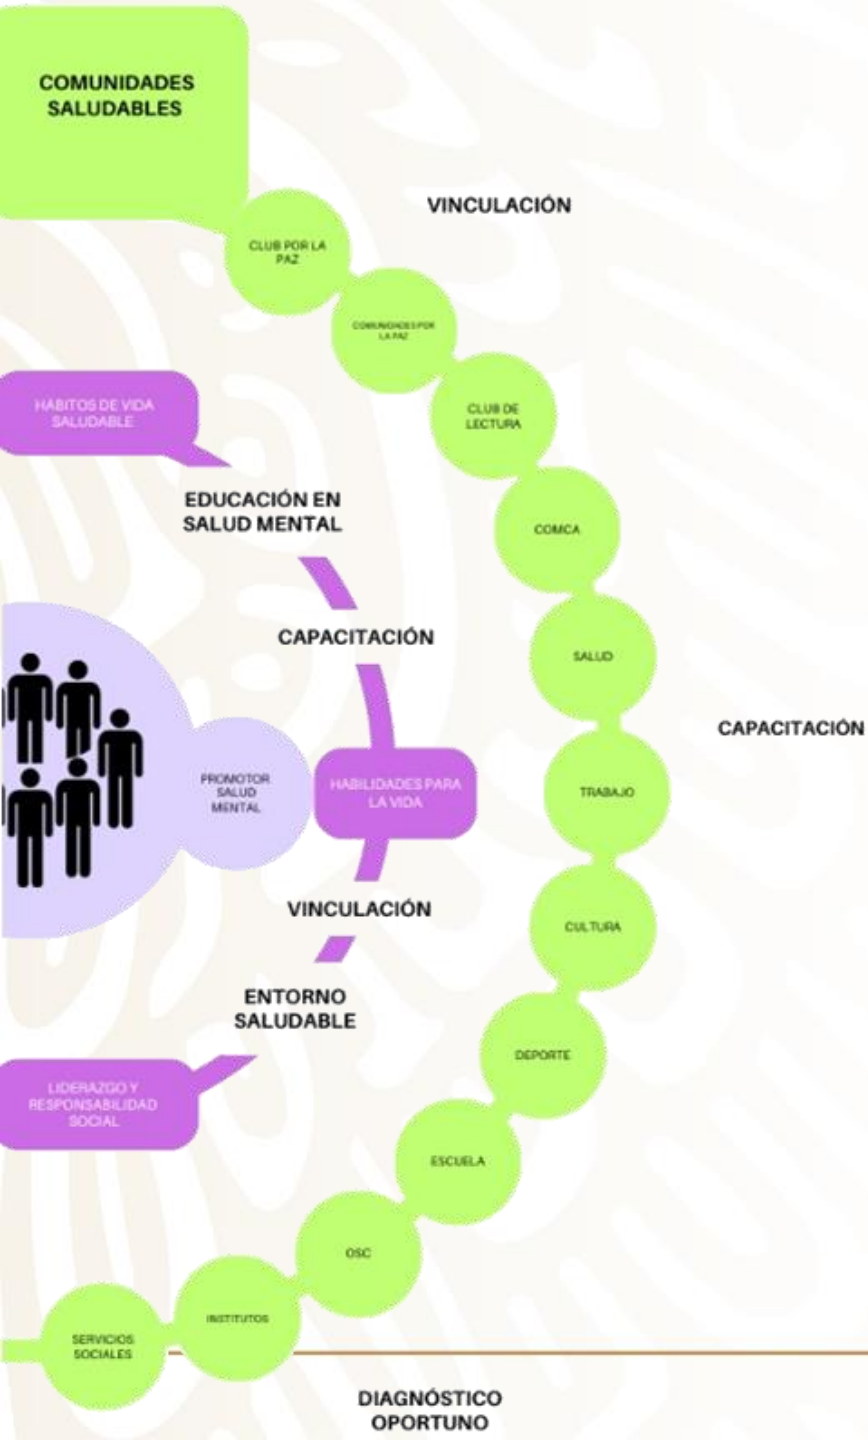 COMUNIDADES
SALUDABLES
VINCULACIÓN
CLUB POR LA
PAZ
COMUNIDADES POR
LA PAZ
CLUB DE
LECTURA
HABITOS DE VIDA
SALUDABLE
EDUCACIÓN EN
SALUD MENTAL
COMCA
CAPACITACIÓN
SALUD
CAPACITACIÓN
PROMOTOR
SALUD
MENTAL
HABILIDADES PARA
LA VIDA
TRABAJO
VINCULACIÓN
CULTURA
ENTORNO
SALUDABLE
DEPORTE
LIDERAZGO Y
RESPONSABILIDAD
SOCIAL
ESCUELA
OSC
INSTITUTOS
SERVICIOS
SOCIALES
DIAGNÓSTICO
OPORTUNO